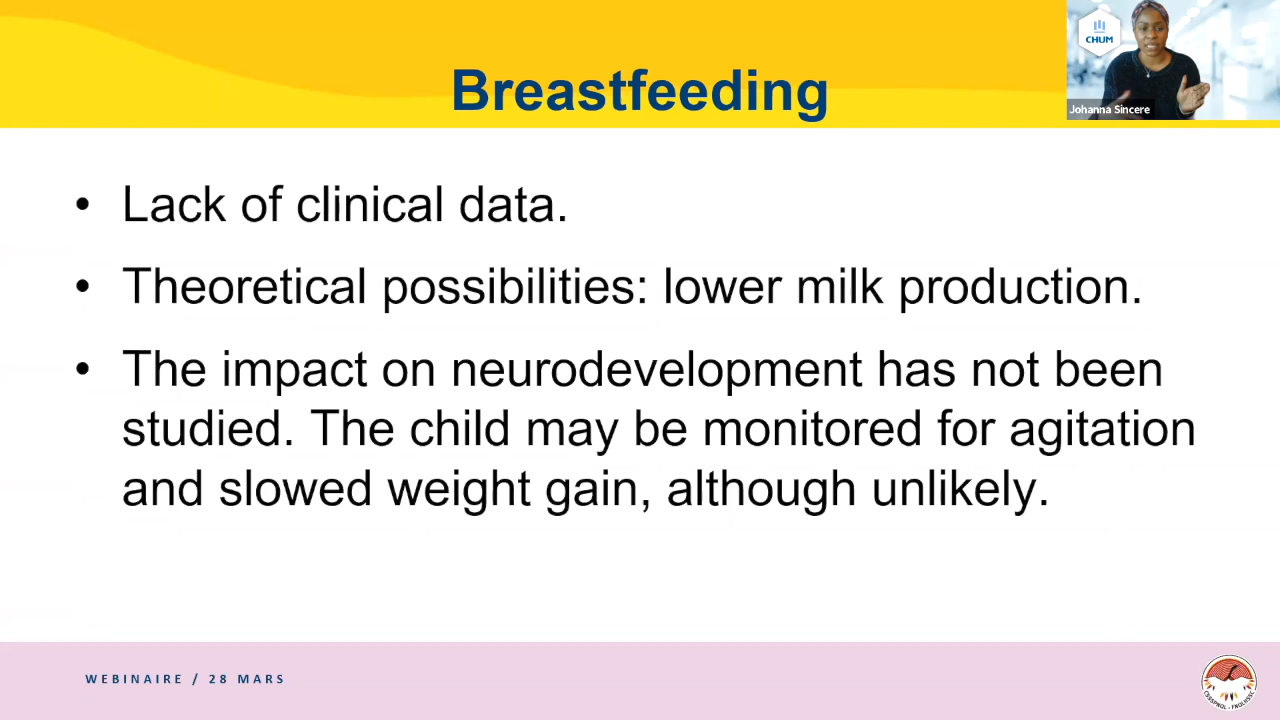 CHUM
Johanna Sincere
Breastfeeding
• Lack of clinical data.
• Theoretical possibilities: lower milk production.
• The impact on neurodevelopment has not been
studied. The child may be monitored for agitation
and slowed weight gain, although unlikely.
WEBINAIRE / 28 MARS